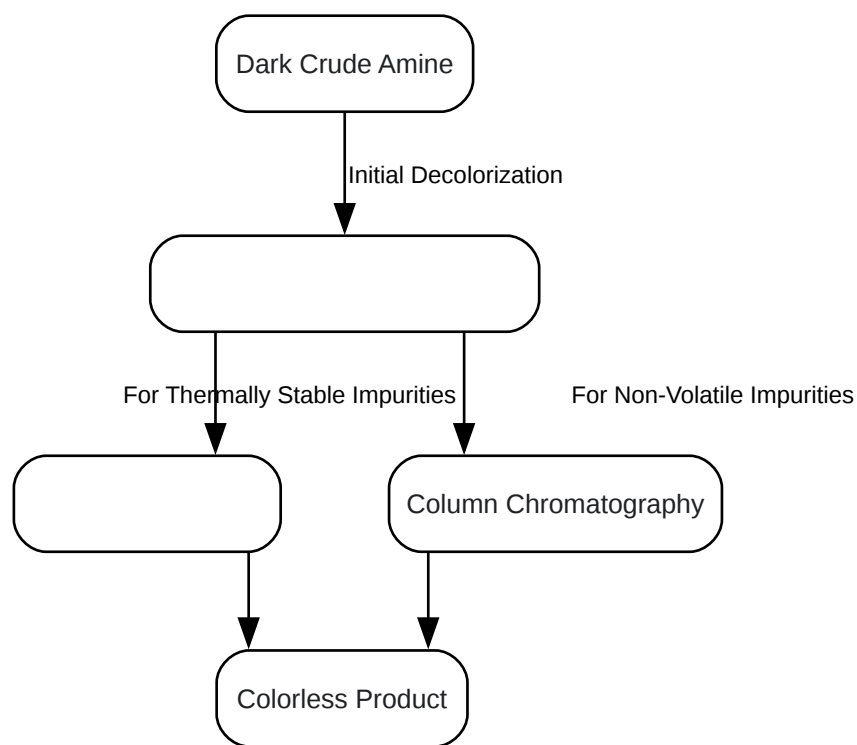 Dark Crude Amine
Initial Decolorization
For Thermally Stable Impurities
For Non-Volatile Impurities
Column Chromatography
Colorless Product